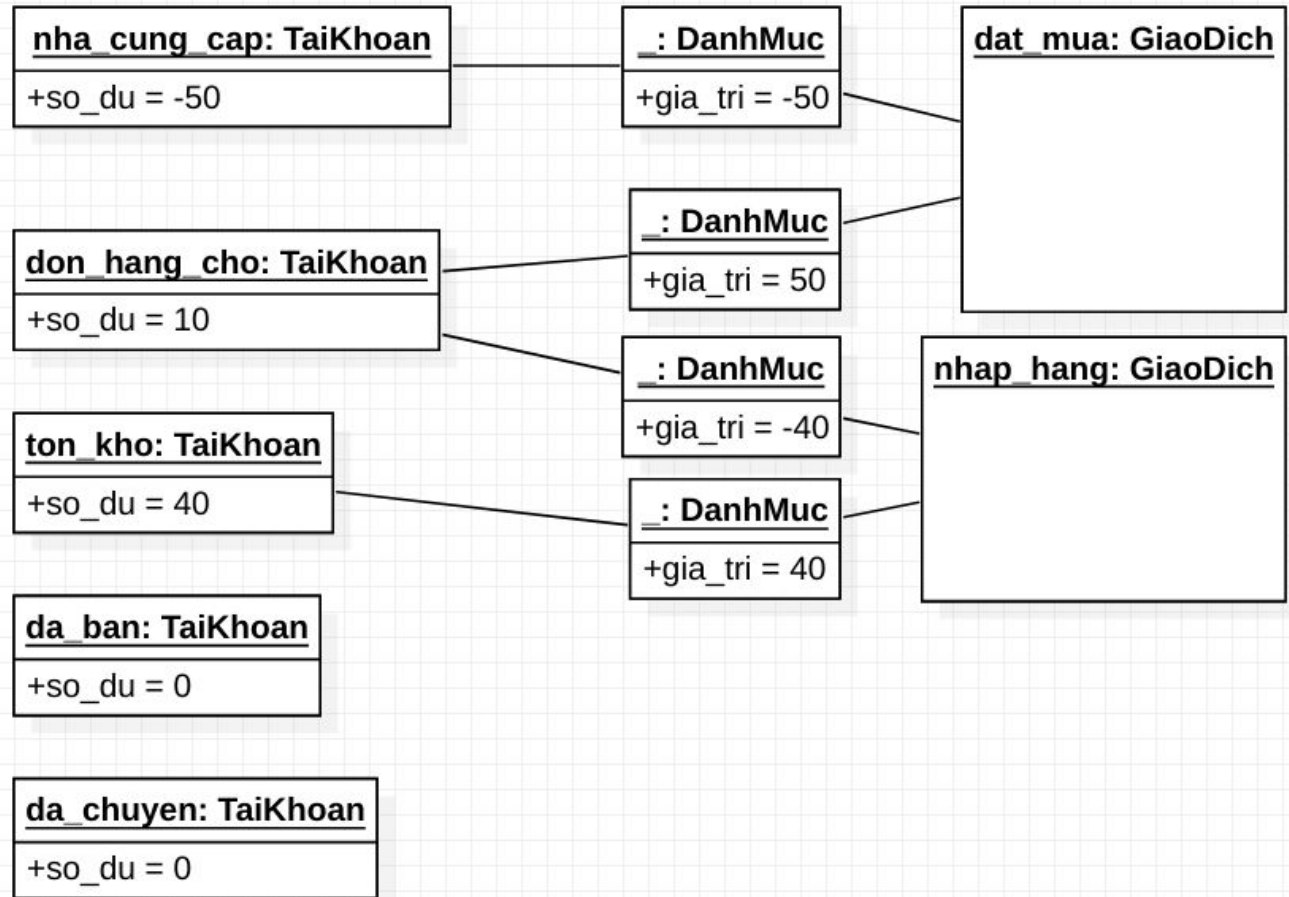 nha_cung_cap: TaiKhoan
+so_du = -50
_: DanhMuc
+gia_tri = -50
dat_mua: GiaoDich
_: DanhMuc
+gia_tri = 50
don_hang_cho: TaiKhoan
+so_du = 10
_: DanhMuc
+gia_tri = -40
nhap_hang: GiaoDich
ton_kho: TaiKhoan
+so_du = 40
_: DanhMuc
+gia_tri = 40
da_ban: TaiKhoan
+so_du = 0
da_chuyen: TaiKhoan
+so_du = 0